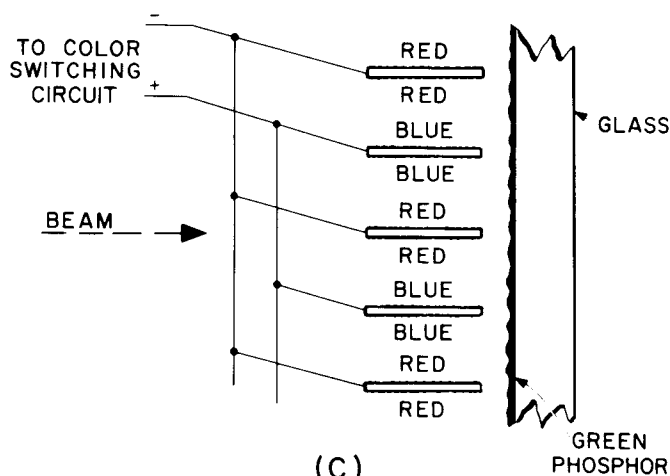 −
TO COLOR
SWITCHING
CIRCUIT
+
RED
RED
BLUE
BLUE
GLASS
BEAM
RED
RED
BLUE
BLUE
RED
RED
GREEN
PHOSPHOR
(C)